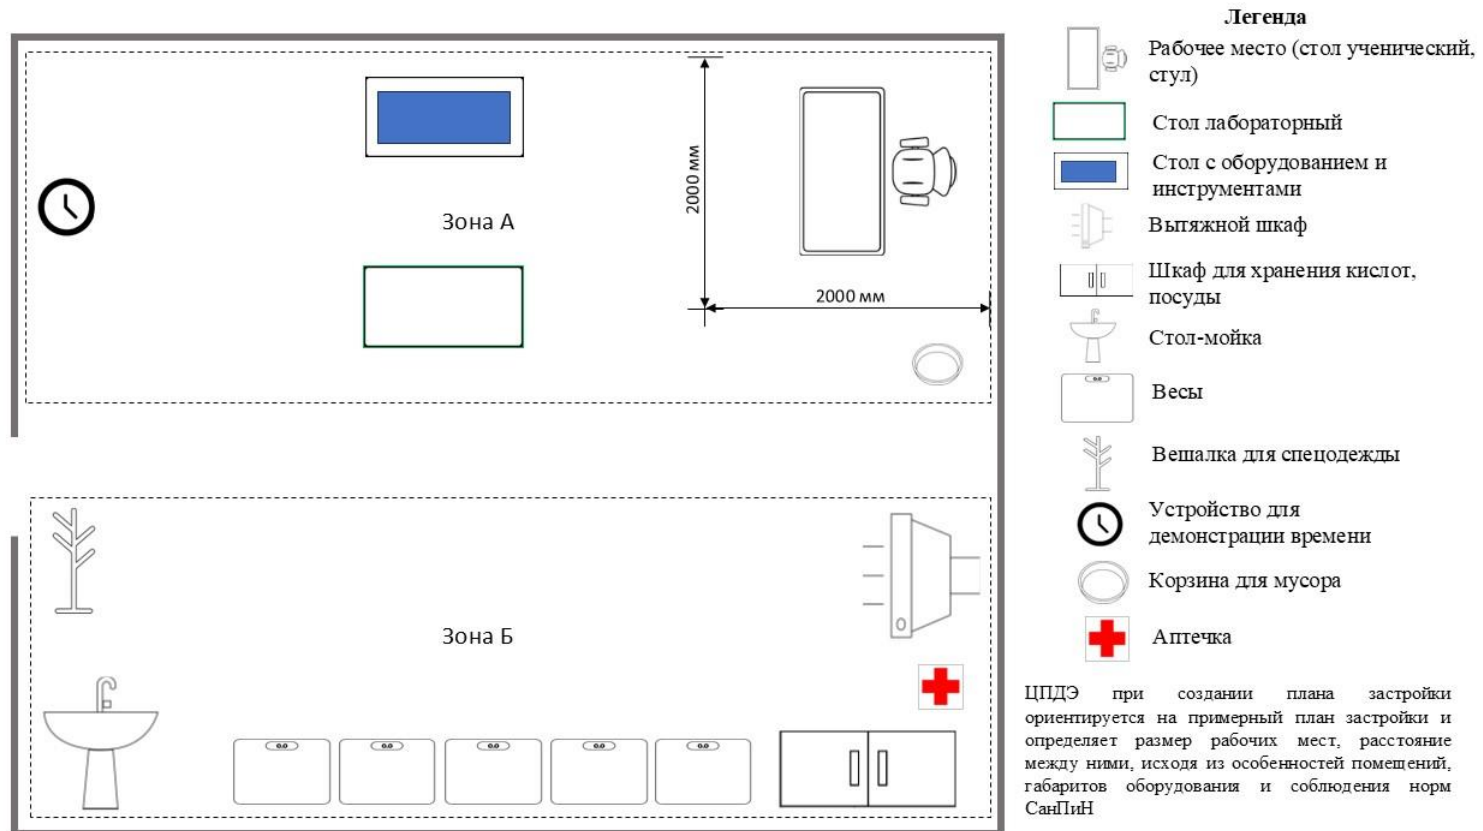 Легенда
Рабочее место (стол ученический,
стул)
Стол лабораторный
Стол с оборудованием и
инструментами
Вытяжной шкаф
Шкаф для хранения кислот,
посуды
Стол-мойка
Весы
Вешалка для спецодежды
Устройство для
демонстрации времени
Корзина для мусора
Аптечка
ЦПДЭ при создании плана застройки
ориентируется на примерный план застройки и
определяет размер рабочих мест, расстояние
между ними, исходя из особенностей помещений,
габаритов оборудования и соблюдения норм
СанПиН
2000 мм
Зона А
2000 мм
Зона Б